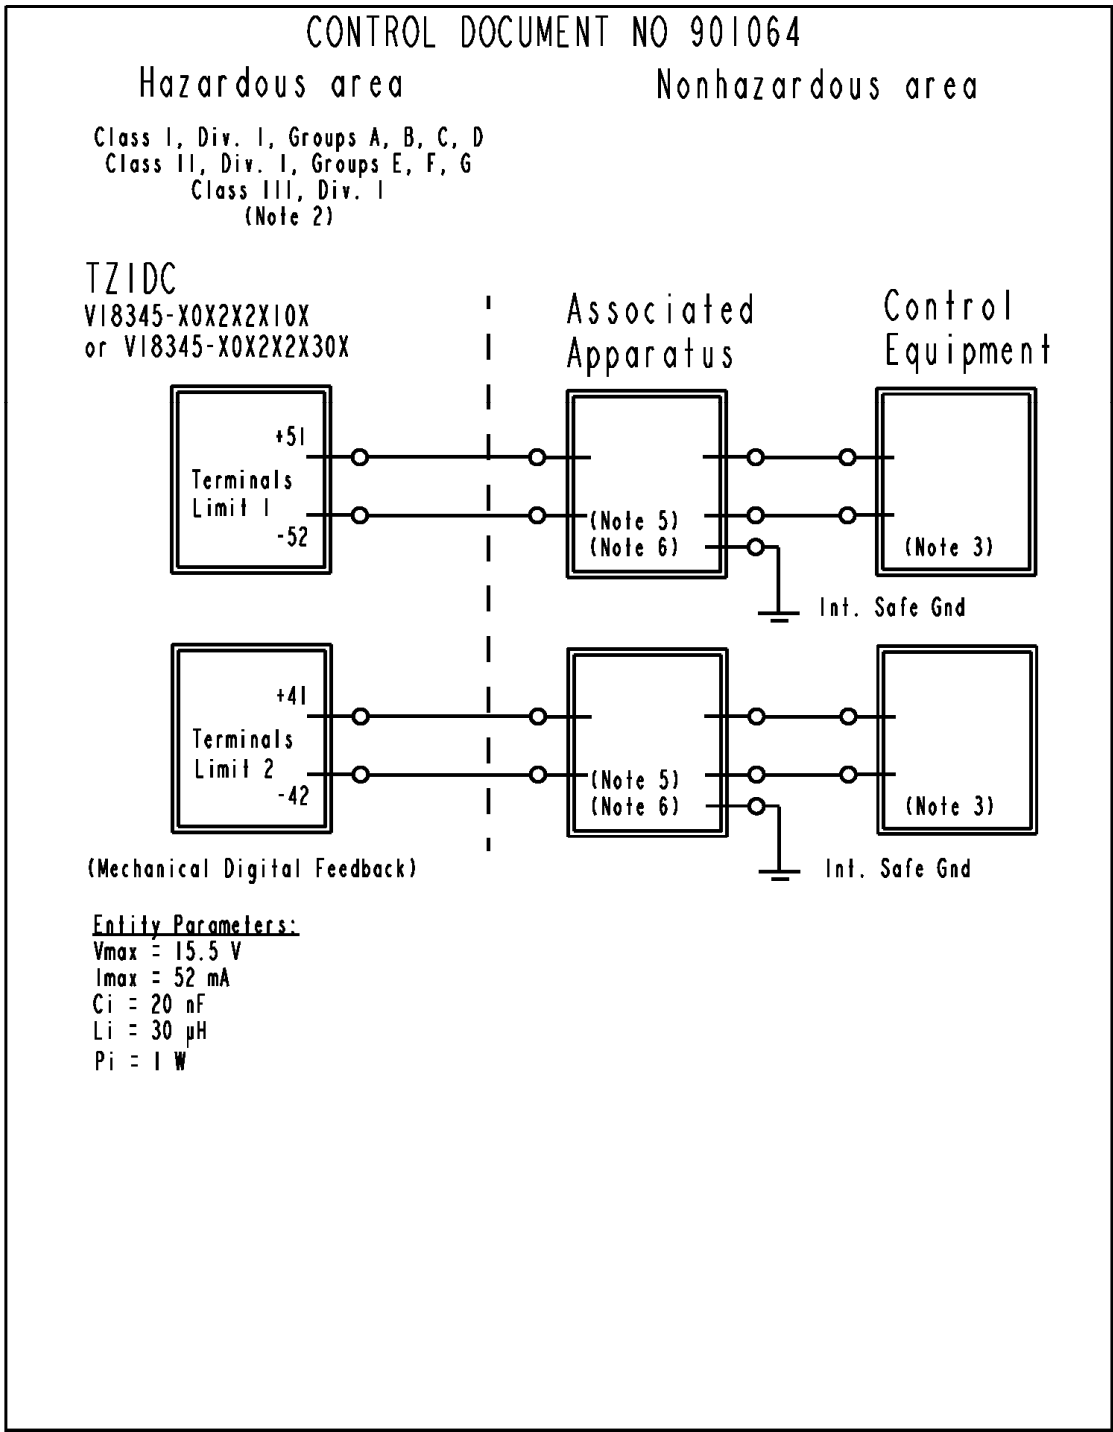 CONTROL DOCUMENT NO 901064
Hazardous area
Nonhazardous area
Class I, Div. I, Groups A, B, C, D
Class II, Div. I, Groups E, F, G
Class III, Div. I
(Note 2)
TZIDC
V18345-X0X2X2X10X
or V18345-X0X2X2X30X
Associated
Apparatus
Control
Equipment
+51
Terminals
Limit 1
-52
(Note 5)
(Note 6)
(Note 3)
Int. Safe Gnd
+41
Terminals
Limit 2
-42
(Note 5)
(Note 6)
(Note 3)
Int. Safe Gnd
(Mechanical Digital Feedback)
Entity Parameters:
Vmax = 15.5 V
Imax = 52 mA
Ci = 20 nF
Li = 30 µH
Pi = 1 W